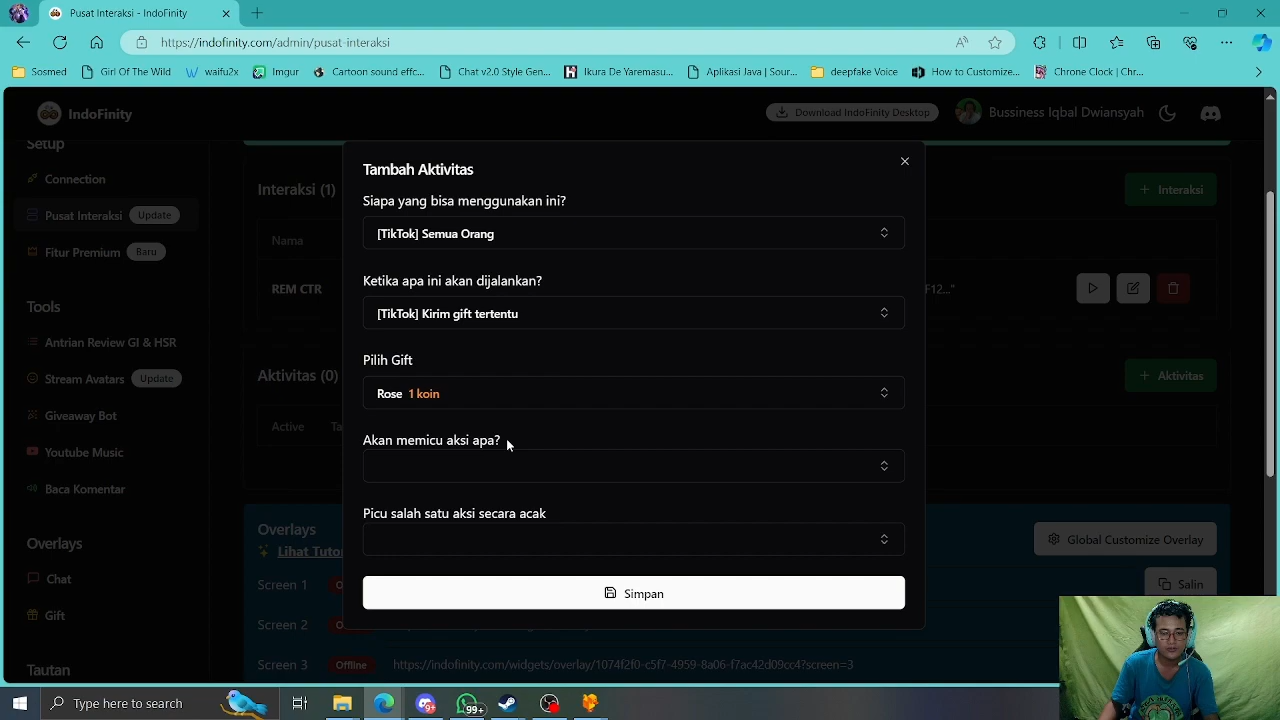 Pusat Interaksi - IndoFinity
https://indofinity.com/admin/pusat-interaksi
Sosmed
Girl Of The Wild
waifu2x
Imgur
Cartoon sound effc...
Chat v2.0 Style Gen...
Ikura De Yaremasu...
Aplikasi Java | Sour...
deepfake Voice
How to Customize...
Chrome Clock | Chr...
IndoFinity
Download IndoFinity Desktop
Bussiness Iqbal Dwiansyah
Setup
Connection
Pusat Interaksi Update
Fitur Premium Baru
Tools
Antrian Review GI & HSR
Stream Avatars Update
Giveaway Bot
Youtube Music
Baca Komentar
Overlays
Chat
Gift
Tautan
Interaksi (1)
+ Interaksi
Nama
REM CTR
F12..."
Aktivitas (0)
+ Aktivitas
Active
Ta
Overlays
Lihat Tuto
Global Customize Overlay
Screen 1
Salin
Screen 2
Screen 3 Offline https://indofinity.com/widgets/overlay/1074f2f0-c5f7-4959-8a06-f7ac42d09cc4?screen=3
Tambah Aktivitas
Siapa yang bisa menggunakan ini?
[TikTok] Semua Orang
Ketika apa ini akan dijalankan?
[TikTok] Kirim gift tertentu
Pilih Gift
Rose 1 koin
Akan memicu aksi apa?
Picu salah satu aksi secara acak
Simpan
Type here to search
9+
99+